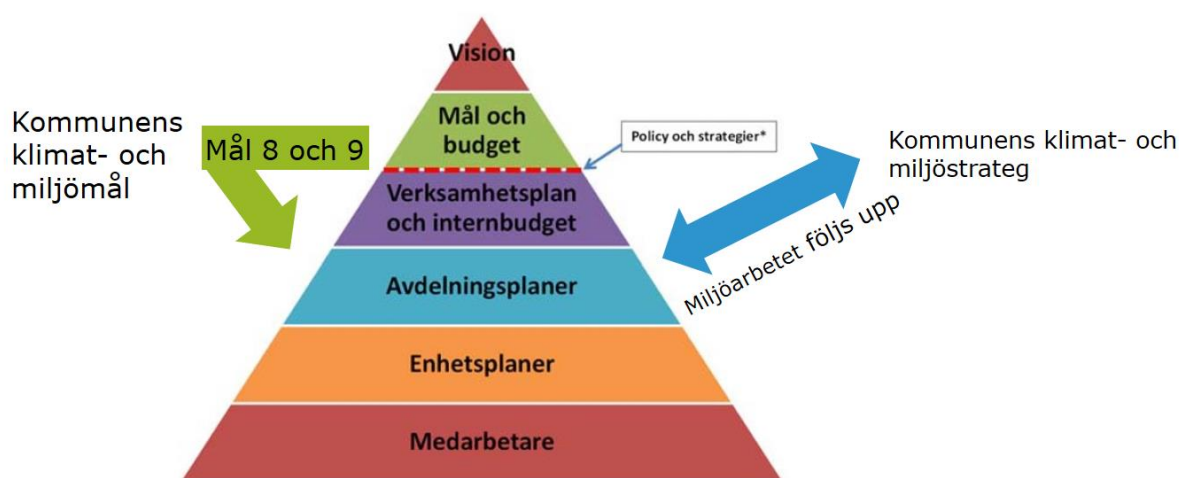 Vision
Mål och
budget
Policy och strategier*
Kommunens
klimat- och
miljömål
Mål 8 och 9
Kommunens klimat- och
miljöstrateg
Verksamhetsplan
och internbudget
Miljöarbetet följs upp
Avdelningsplaner
Enhetsplaner
Medarbetare